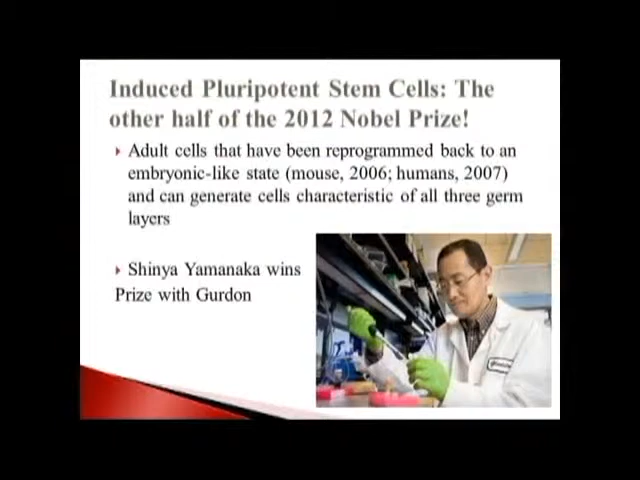 Induced Pluripotent Stem Cells: The
other half of the 2012 Nobel Prize!
Adult cells that have been reprogrammed back to an
embryonic-like state (mouse, 2006; humans, 2007)
and can generate cells characteristic of all three germ
layers
Shinya Yamanaka wins
Prize with Gurdon